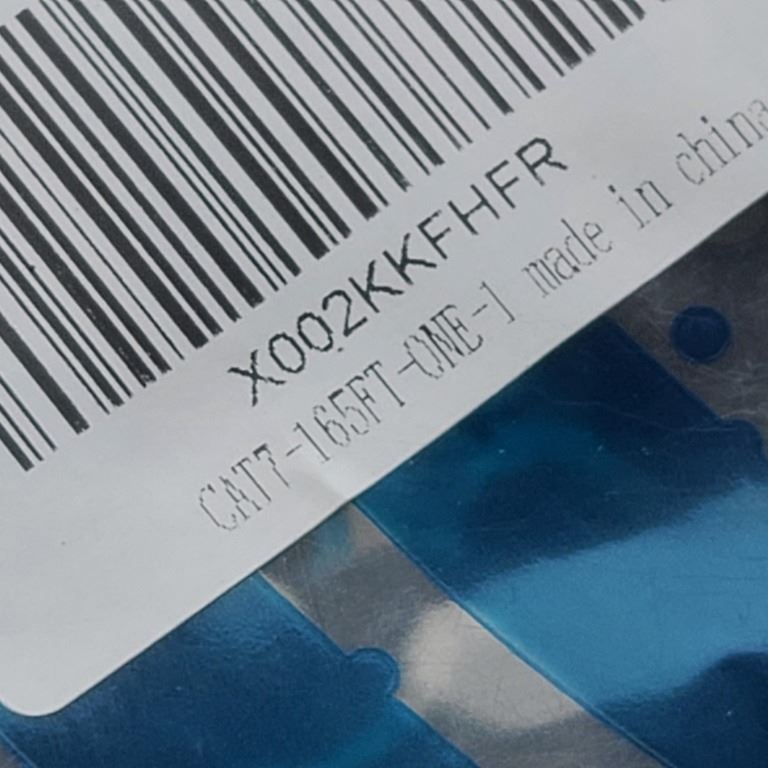 X002KKFHFR
CAT7-165FT-ONE-1 made in china